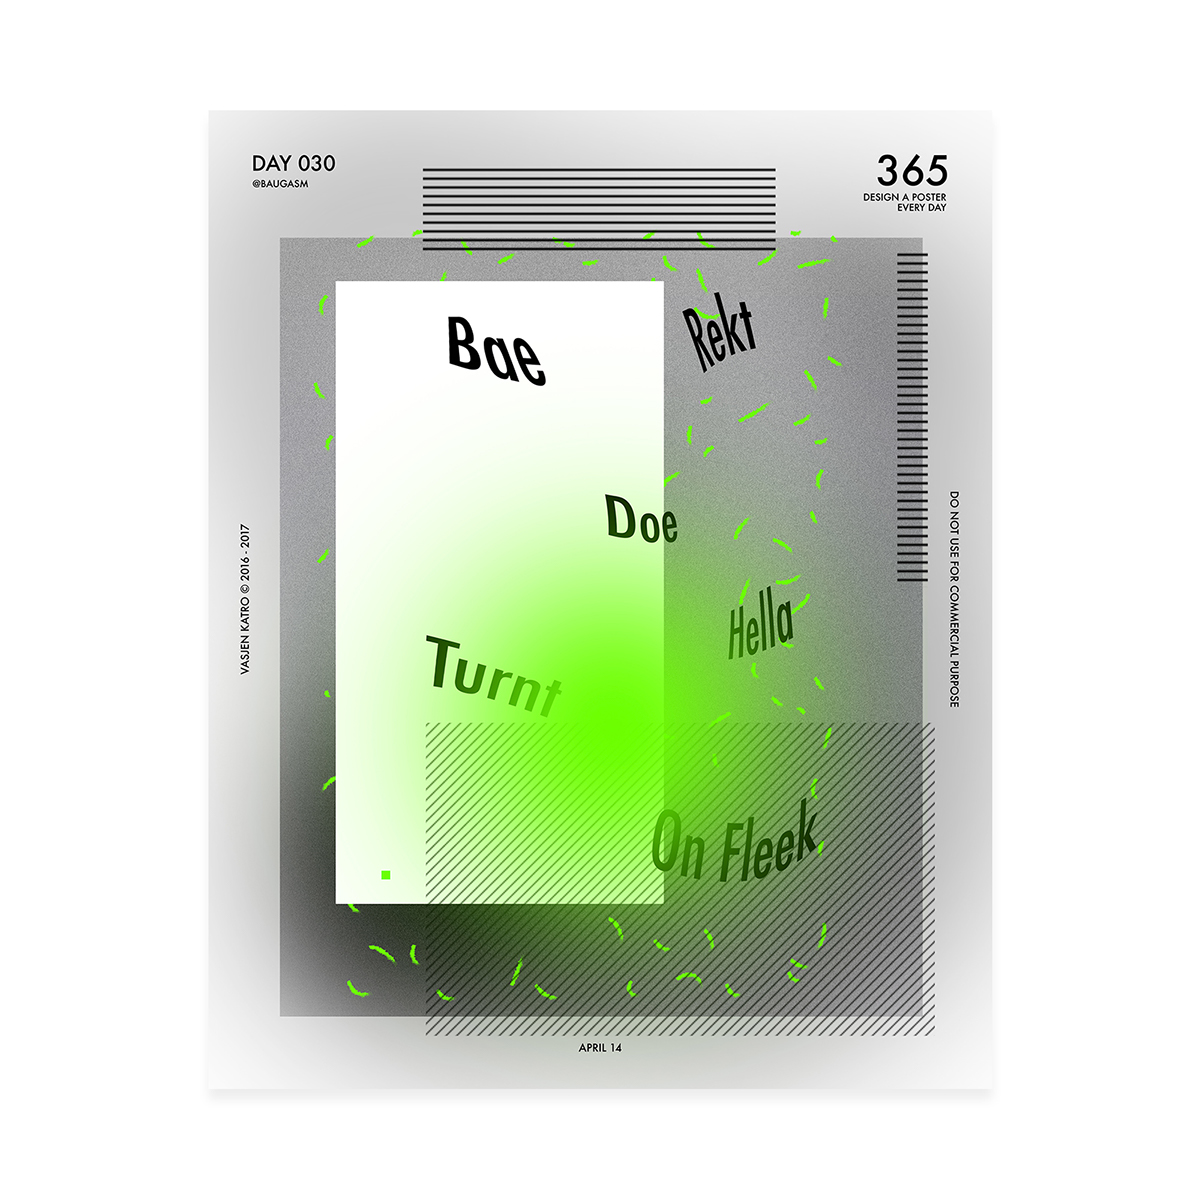 DAY 030
@BAUGASM
365
DESIGN A POSTER
EVERY DAY
Bae
Rekt
Doe
Hella
Turnt
On Fleek
VASJEN KATRO © 2016 - 2017
DO NOT USE FOR COMMERCIAL PURPOSE
APRIL 14